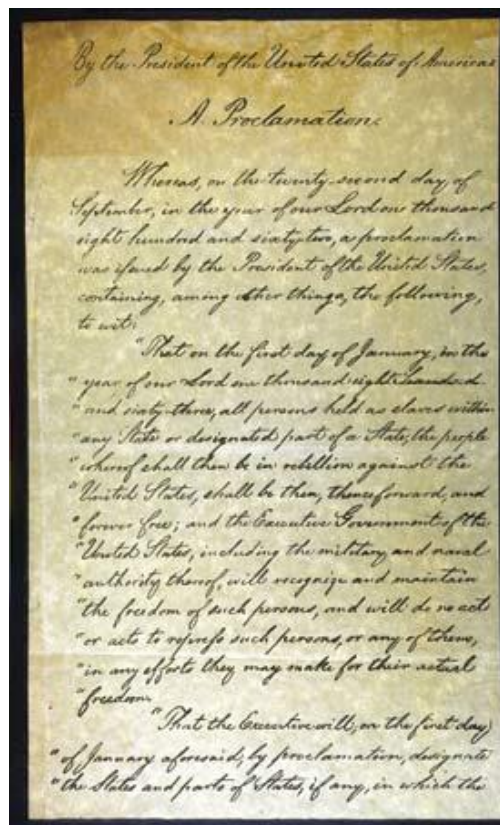 By the President of the United States of America:
A Proclamation.
Whereas, on the twenty-second day of
September, in the year of our Lord one thousand
eight hundred and sixty-two, a proclamation
was issued by the President of the United States,
containing, among other things, the following,
to wit:
"That on the first day of January, in the
"year of our Lord one thousand eight hundred
"and sixty-three, all persons held as slaves within
"any State or designated part of a State, the people
"whereof shall then be in rebellion against the
"United States, shall be then, thenceforward, and
"forever free; and the Executive Government of the
"United States, including the military and naval
"authority thereof, will recognize and maintain
"the freedom of such persons, and will do no act
"or acts to repress such persons, or any of them,
"in any efforts they may make for their actual
"freedom.
"That the Executive will, on the first day
"of January aforesaid, by proclamation, designate
"the States and parts of States, if any, in which the